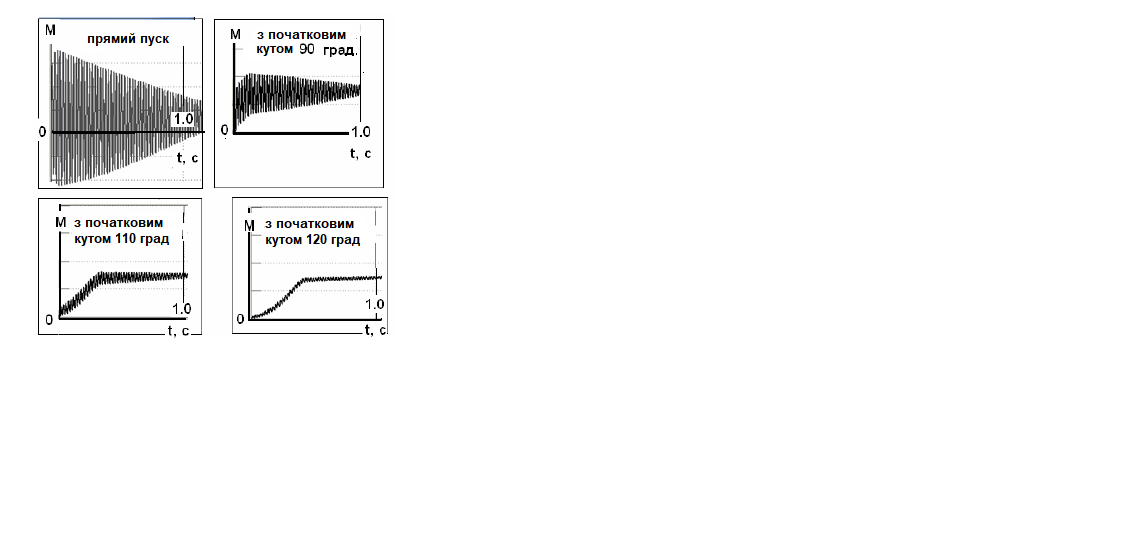 М
прямий пуск
0
1.0
t, с
М
з початковим
кутом 90 град.
0
1.0
t, с
М
з початковим
кутом 110 град
0
1.0
t, с
М
з початковим
кутом 120 град
0
1.0
t, с